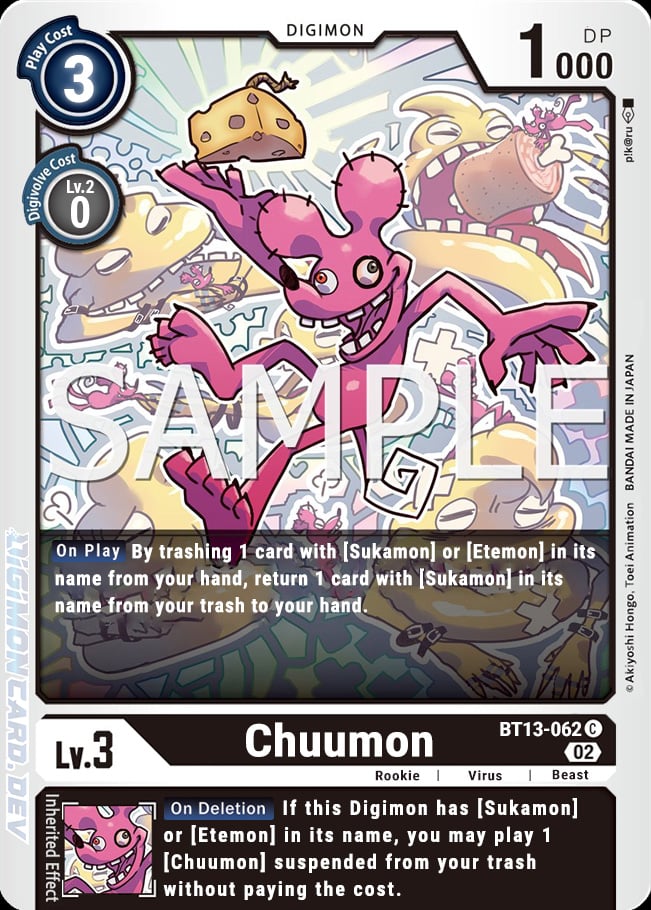 Play Cost
3
DIGIMON
DP
1000
Digivolve Cost
Lv.2
0
plk@ru
SAMPLE
BANDAI MADE IN JAPAN
© Akiyoshi Hongo, Toei Animation
On Play By trashing 1 card with [Sukamon] or [Etemon] in its
name from your hand, return 1 card with [Sukamon] in its
name from your trash to your hand.
DIGIMONCARD.DEV
Lv.3
Chuumon
BT13-062 C
02
Rookie | Virus | Beast
Inherited Effect
On Deletion If this Digimon has [Sukamon]
or [Etemon] in its name, you may play 1
[Chuumon] suspended from your trash
without paying the cost.